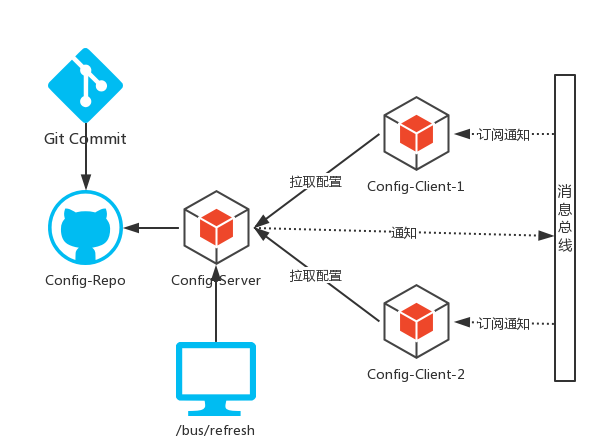 Git Commit
Config-Repo
Config-Server
/bus/refresh
拉取配置
拉取配置
通知
Config-Client-1
Config-Client-2
订阅通知
订阅通知
消息总线